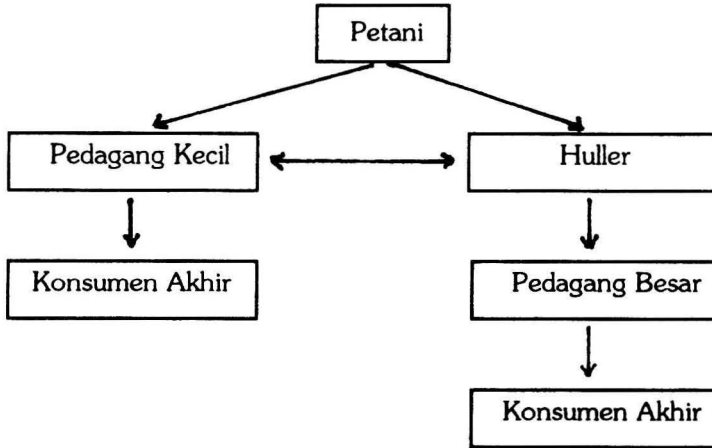 Petani
Pedagang Kecil
Huller
Konsumen Akhir
Pedagang Besar
Konsumen Akhir